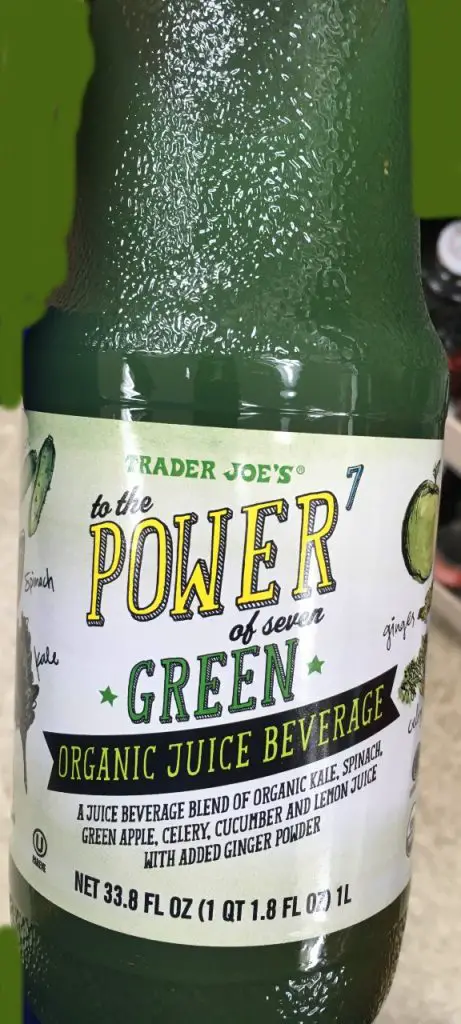 TRADER JOE'S®
to the
POWER 7
of seven
GREEN
ORGANIC JUICE BEVERAGE
A JUICE BEVERAGE BLEND OF ORGANIC KALE, SPINACH,
GREEN APPLE, CELERY, CUCUMBER AND LEMON JUICE
WITH ADDED GINGER POWDER
NET 33.8 FL OZ (1 QT 1.8 FL OZ) 1L
Spinach
kale
ginger
U